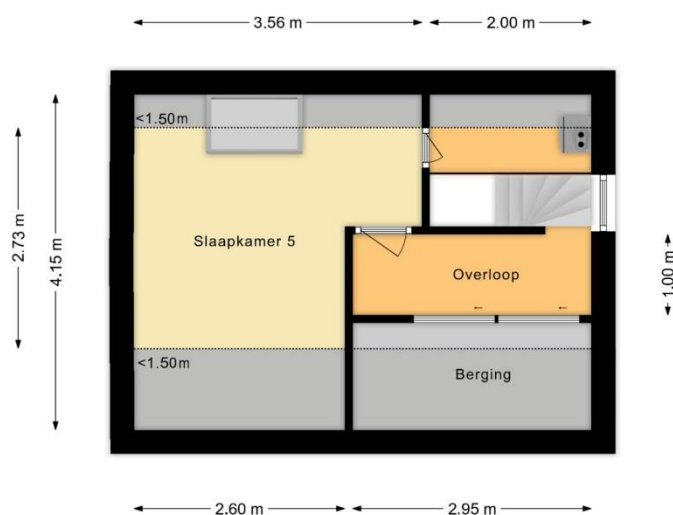 3.56 m
2.00 m
<1.50m
2.73 m
4.15 m
Slaapkamer 5
Overloop
1.00 m
<1.50m
Berging
2.60 m
2.95 m